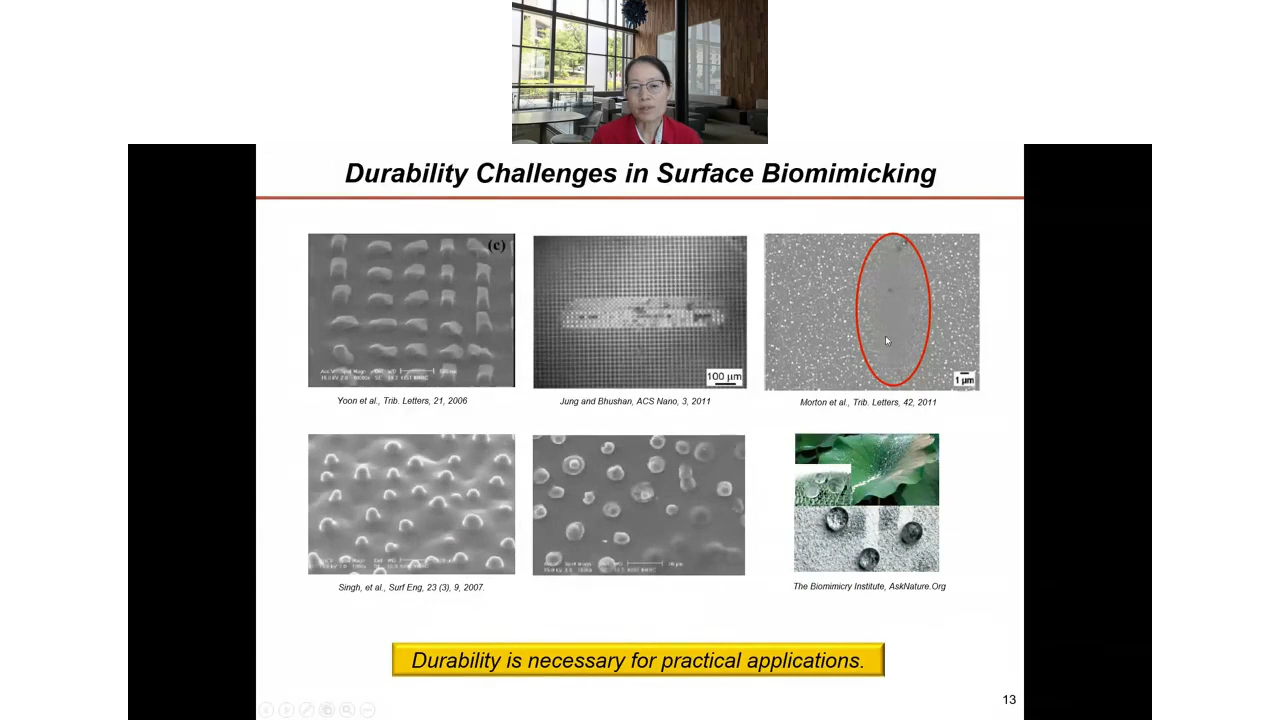 Durability Challenges in Surface Biomimicking
(c)
100 μm
1 μm
Yoon et al., Trib. Letters, 21, 2006
Jung and Bhushan, ACS Nano, 3, 2011
Morton et al., Trib. Letters, 42, 2011
Singh, et al., Surf Eng, 23 (3), 9, 2007.
The Biomimicry Institute, AskNature.Org
Durability is necessary for practical applications.
13